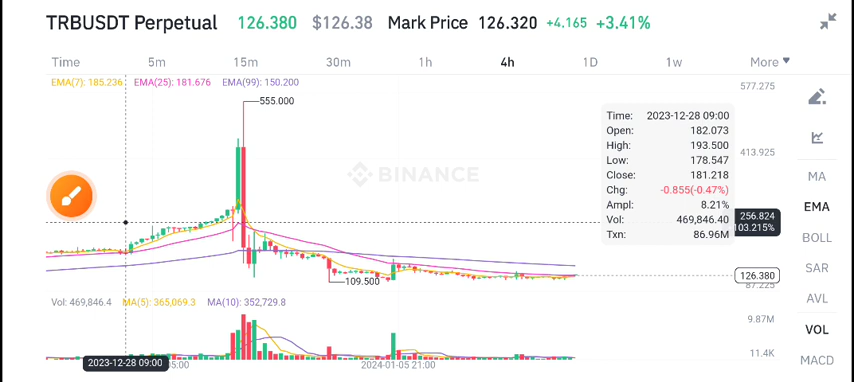 TRBUSDT Perpetual 126.380 $126.38 Mark Price 126.320 +4.165 +3.41%
Time 5m 15m 30m 1h 4h 1D 1w More
EMA(7): 185.236 EMA(25): 181.676 EMA(99): 150.200
577.275
555.000
Time: 2023-12-28 09:00
Open: 182.073
High: 193.500
Low: 178.547
Close: 181.218
Chg: -0.855(-0.47%)
Ampl: 8.21%
Vol: 469,846.40
Txn: 86.96M
413.925
BINANCE
256.824
103.215%
126.380
109.500
87.225
Vol: 469,846.4 MA(5): 365,069.3 MA(10): 352,729.8
9.87M
11.4K
2023-12-28 09:00
2024-01-05 21:00
MA
EMA
BOLL
SAR
AVL
VOL
MACD